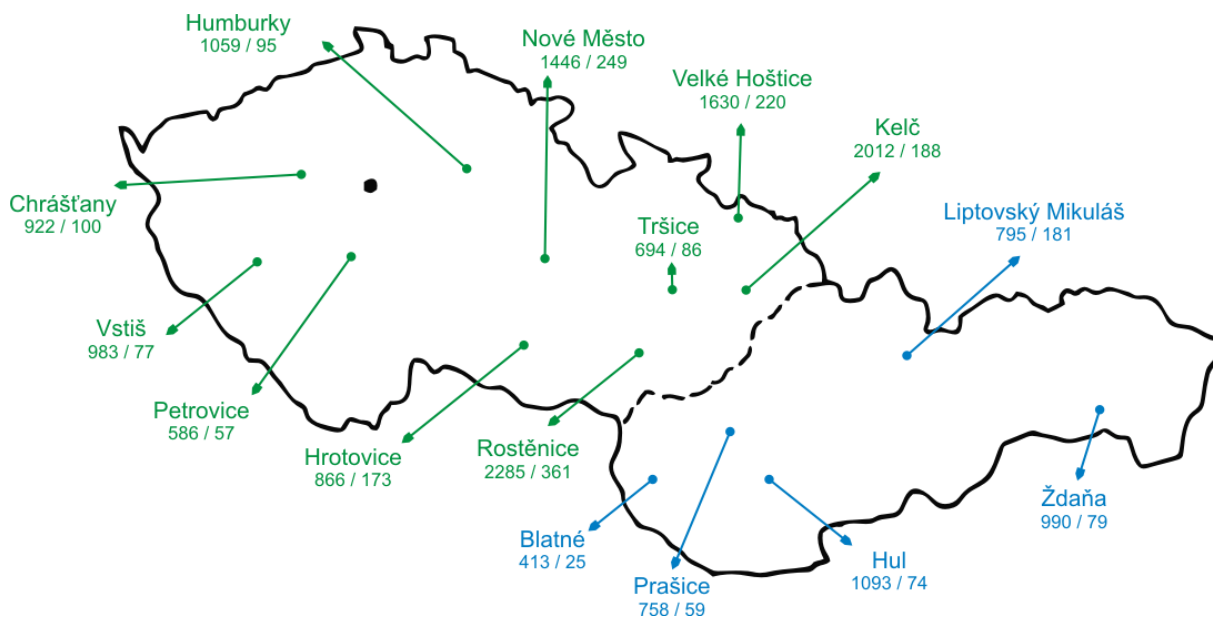 Humburky
1059 / 95
Nové Město
1446 / 249
Velké Hoštice
1630 / 220
Kelč
2012 / 188
Chrášťany
922 / 100
Tršice
694 / 86
Liptovský Mikuláš
795 / 181
Vstiš
983 / 77
Petrovice
586 / 57
Hrotovice
866 / 173
Rostěnice
2285 / 361
Blatné
413 / 25
Prašice
758 / 59
Hul
1093 / 74
Ždaňa
990 / 79